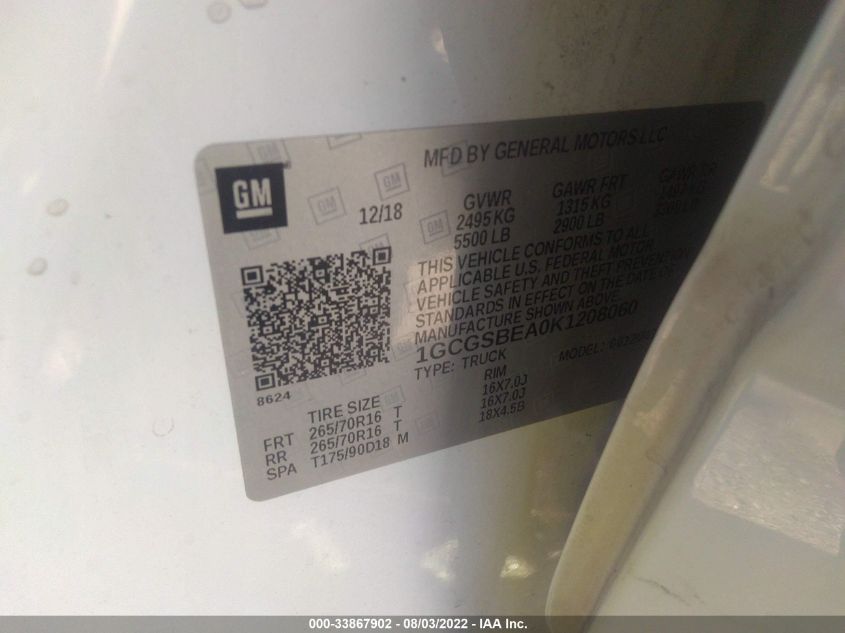 MFD BY GENERAL MOTORS LLC
GM
12/18
GVWR GAWR FRT GAWR RR
2495 KG 1315 KG
5500 LB 2900 LB
THIS VEHICLE CONFORMS TO ALL
APPLICABLE U.S. FEDERAL MOTOR
VEHICLE SAFETY AND THEFT PREVENTION
STANDARDS IN EFFECT ON THE DATE OF
MANUFACTURE SHOWN ABOVE.
1GCGSBEA0K1208060
TYPE: TRUCK MODEL:
8624
TIRE SIZE RIM
FRT 265/70R16 T 16X7.0J
RR 265/70R16 T 16X7.0J
SPA T175/90D18 M 18X4.5B
000-33867902 - 08/03/2022 - IAA Inc.